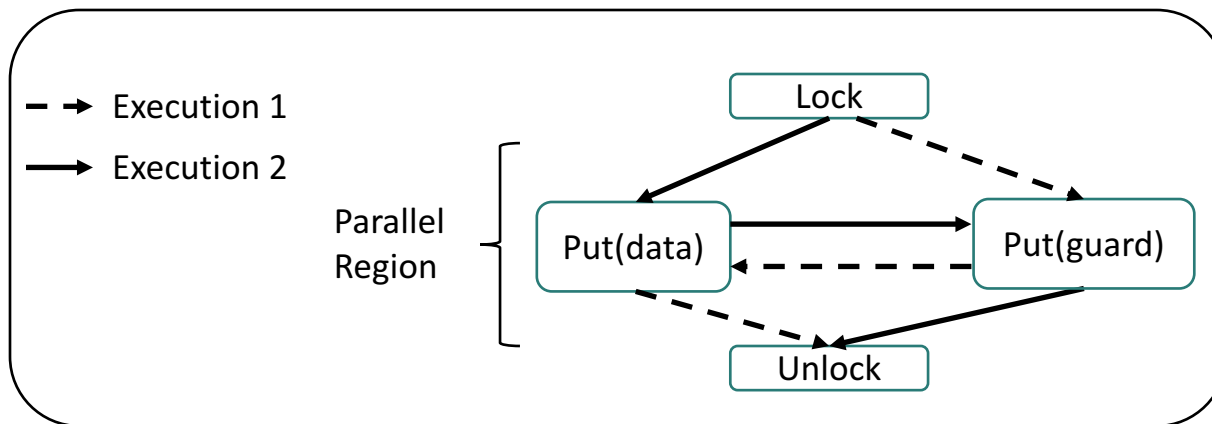 Execution 1
Execution 2
Parallel
Region
Lock
Put(data)
Put(guard)
Unlock